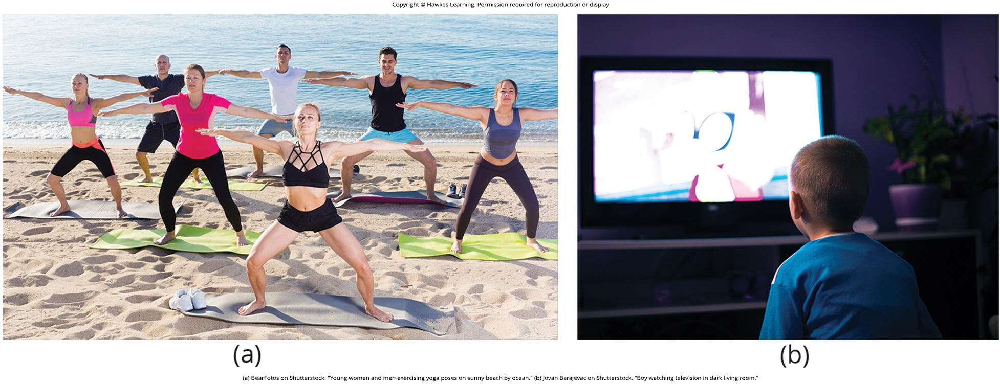 Copyright © Hawkes Learning. Permission required for reproduction or display
(a)
(b)
(a) BearFotos on Shutterstock. "Young women and men exercising yoga poses on sunny beach by ocean." (b) Jovan Barajevac on Shutterstock. "Boy watching television in dark living room."